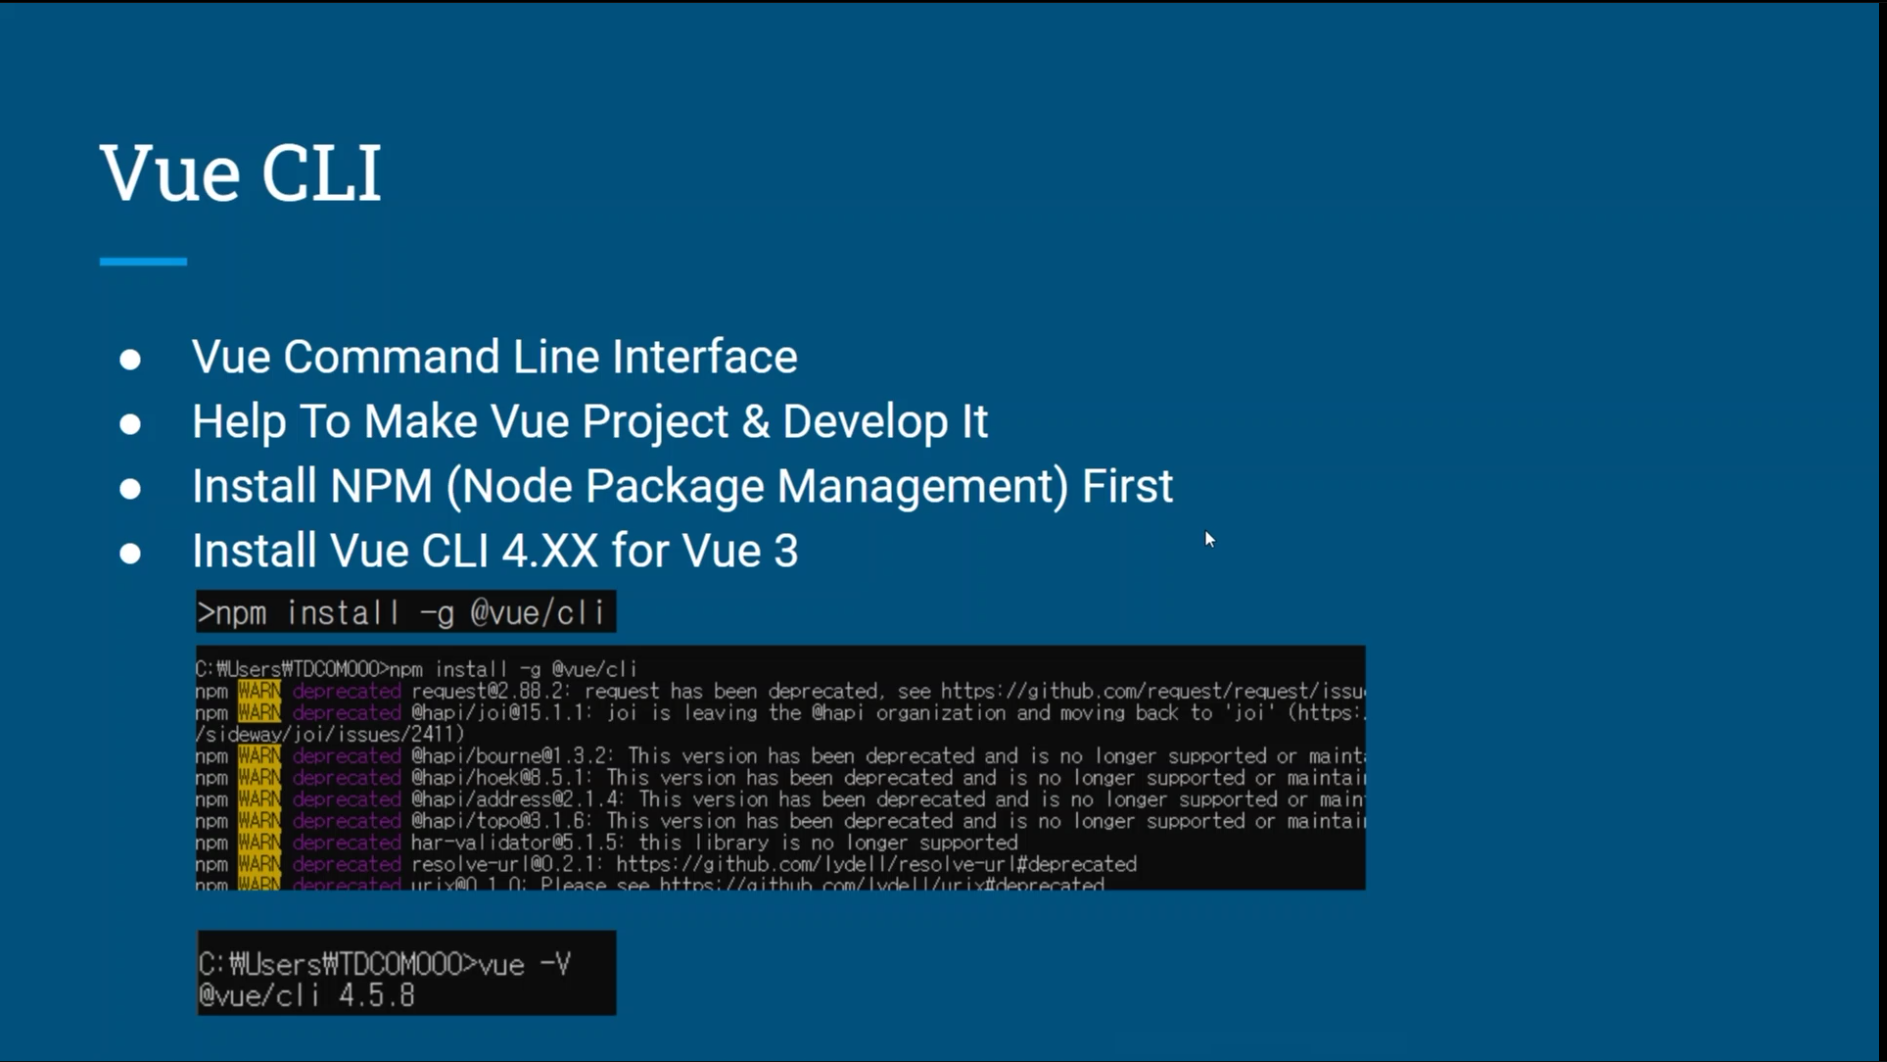 Vue CLI
● Vue Command Line Interface
● Help To Make Vue Project & Develop It
● Install NPM (Node Package Management) First
● Install Vue CLI 4.XX for Vue 3
>npm install -g @vue/cli
C:₩Users₩TDCOM000>npm install -g @vue/cli
npm WARN deprecated request@2.88.2: request has been deprecated, see https://github.com/request/request/issu
npm WARN deprecated @hapi/joi@15.1.1: joi is leaving the @hapi organization and moving back to 'joi' (https:
/sideway/joi/issues/2411)
npm WARN deprecated @hapi/bourne@1.3.2: This version has been deprecated and is no longer supported or maint
npm WARN deprecated @hapi/hoek@8.5.1: This version has been deprecated and is no longer supported or maintai
npm WARN deprecated @hapi/address@2.1.4: This version has been deprecated and is no longer supported or main
npm WARN deprecated @hapi/topo@3.1.6: This version has been deprecated and is no longer supported or maintai
npm WARN deprecated har-validator@5.1.5: this library is no longer supported
npm WARN deprecated resolve-url@0.2.1: https://github.com/lydell/resolve-url#deprecated
npm WARN deprecated urix@0.1.0: Please see https://github.com/lydell/urix#deprecated
C:₩Users₩TDCOM000>vue -V
@vue/cli 4.5.8